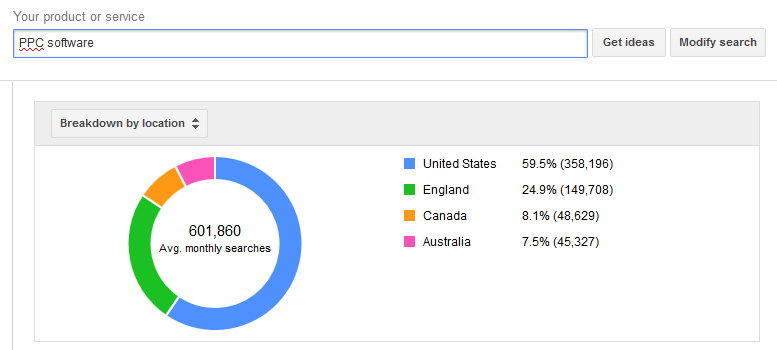 Your product or service
PPC software
Get ideas
Modify search
Breakdown by location
601,860
Avg. monthly searches
United States 59.5% (358,196)
England 24.9% (149,708)
Canada 8.1% (48,629)
Australia 7.5% (45,327)